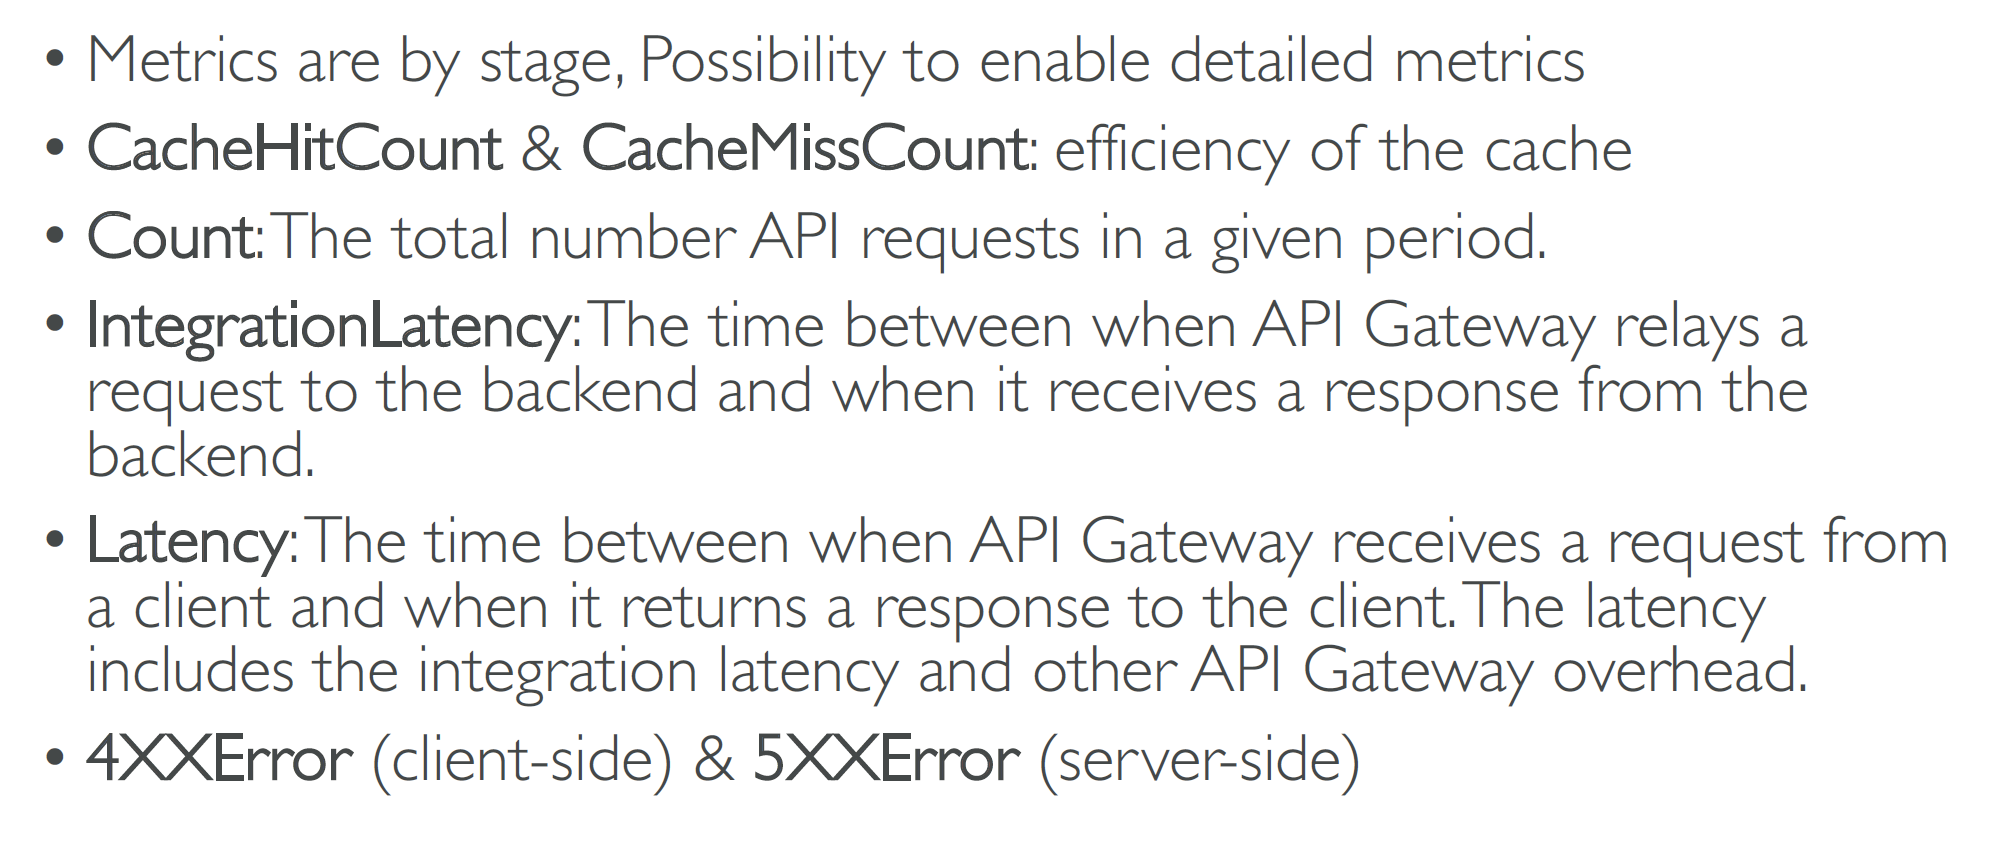 • Metrics are by stage, Possibility to enable detailed metrics
• CacheHitCount & CacheMissCount: efficiency of the cache
• Count: The total number API requests in a given period.
• IntegrationLatency: The time between when API Gateway relays a
request to the backend and when it receives a response from the
backend.
• Latency: The time between when API Gateway receives a request from
a client and when it returns a response to the client. The latency
includes the integration latency and other API Gateway overhead.
• 4XXError (client-side) & 5XXError (server-side)